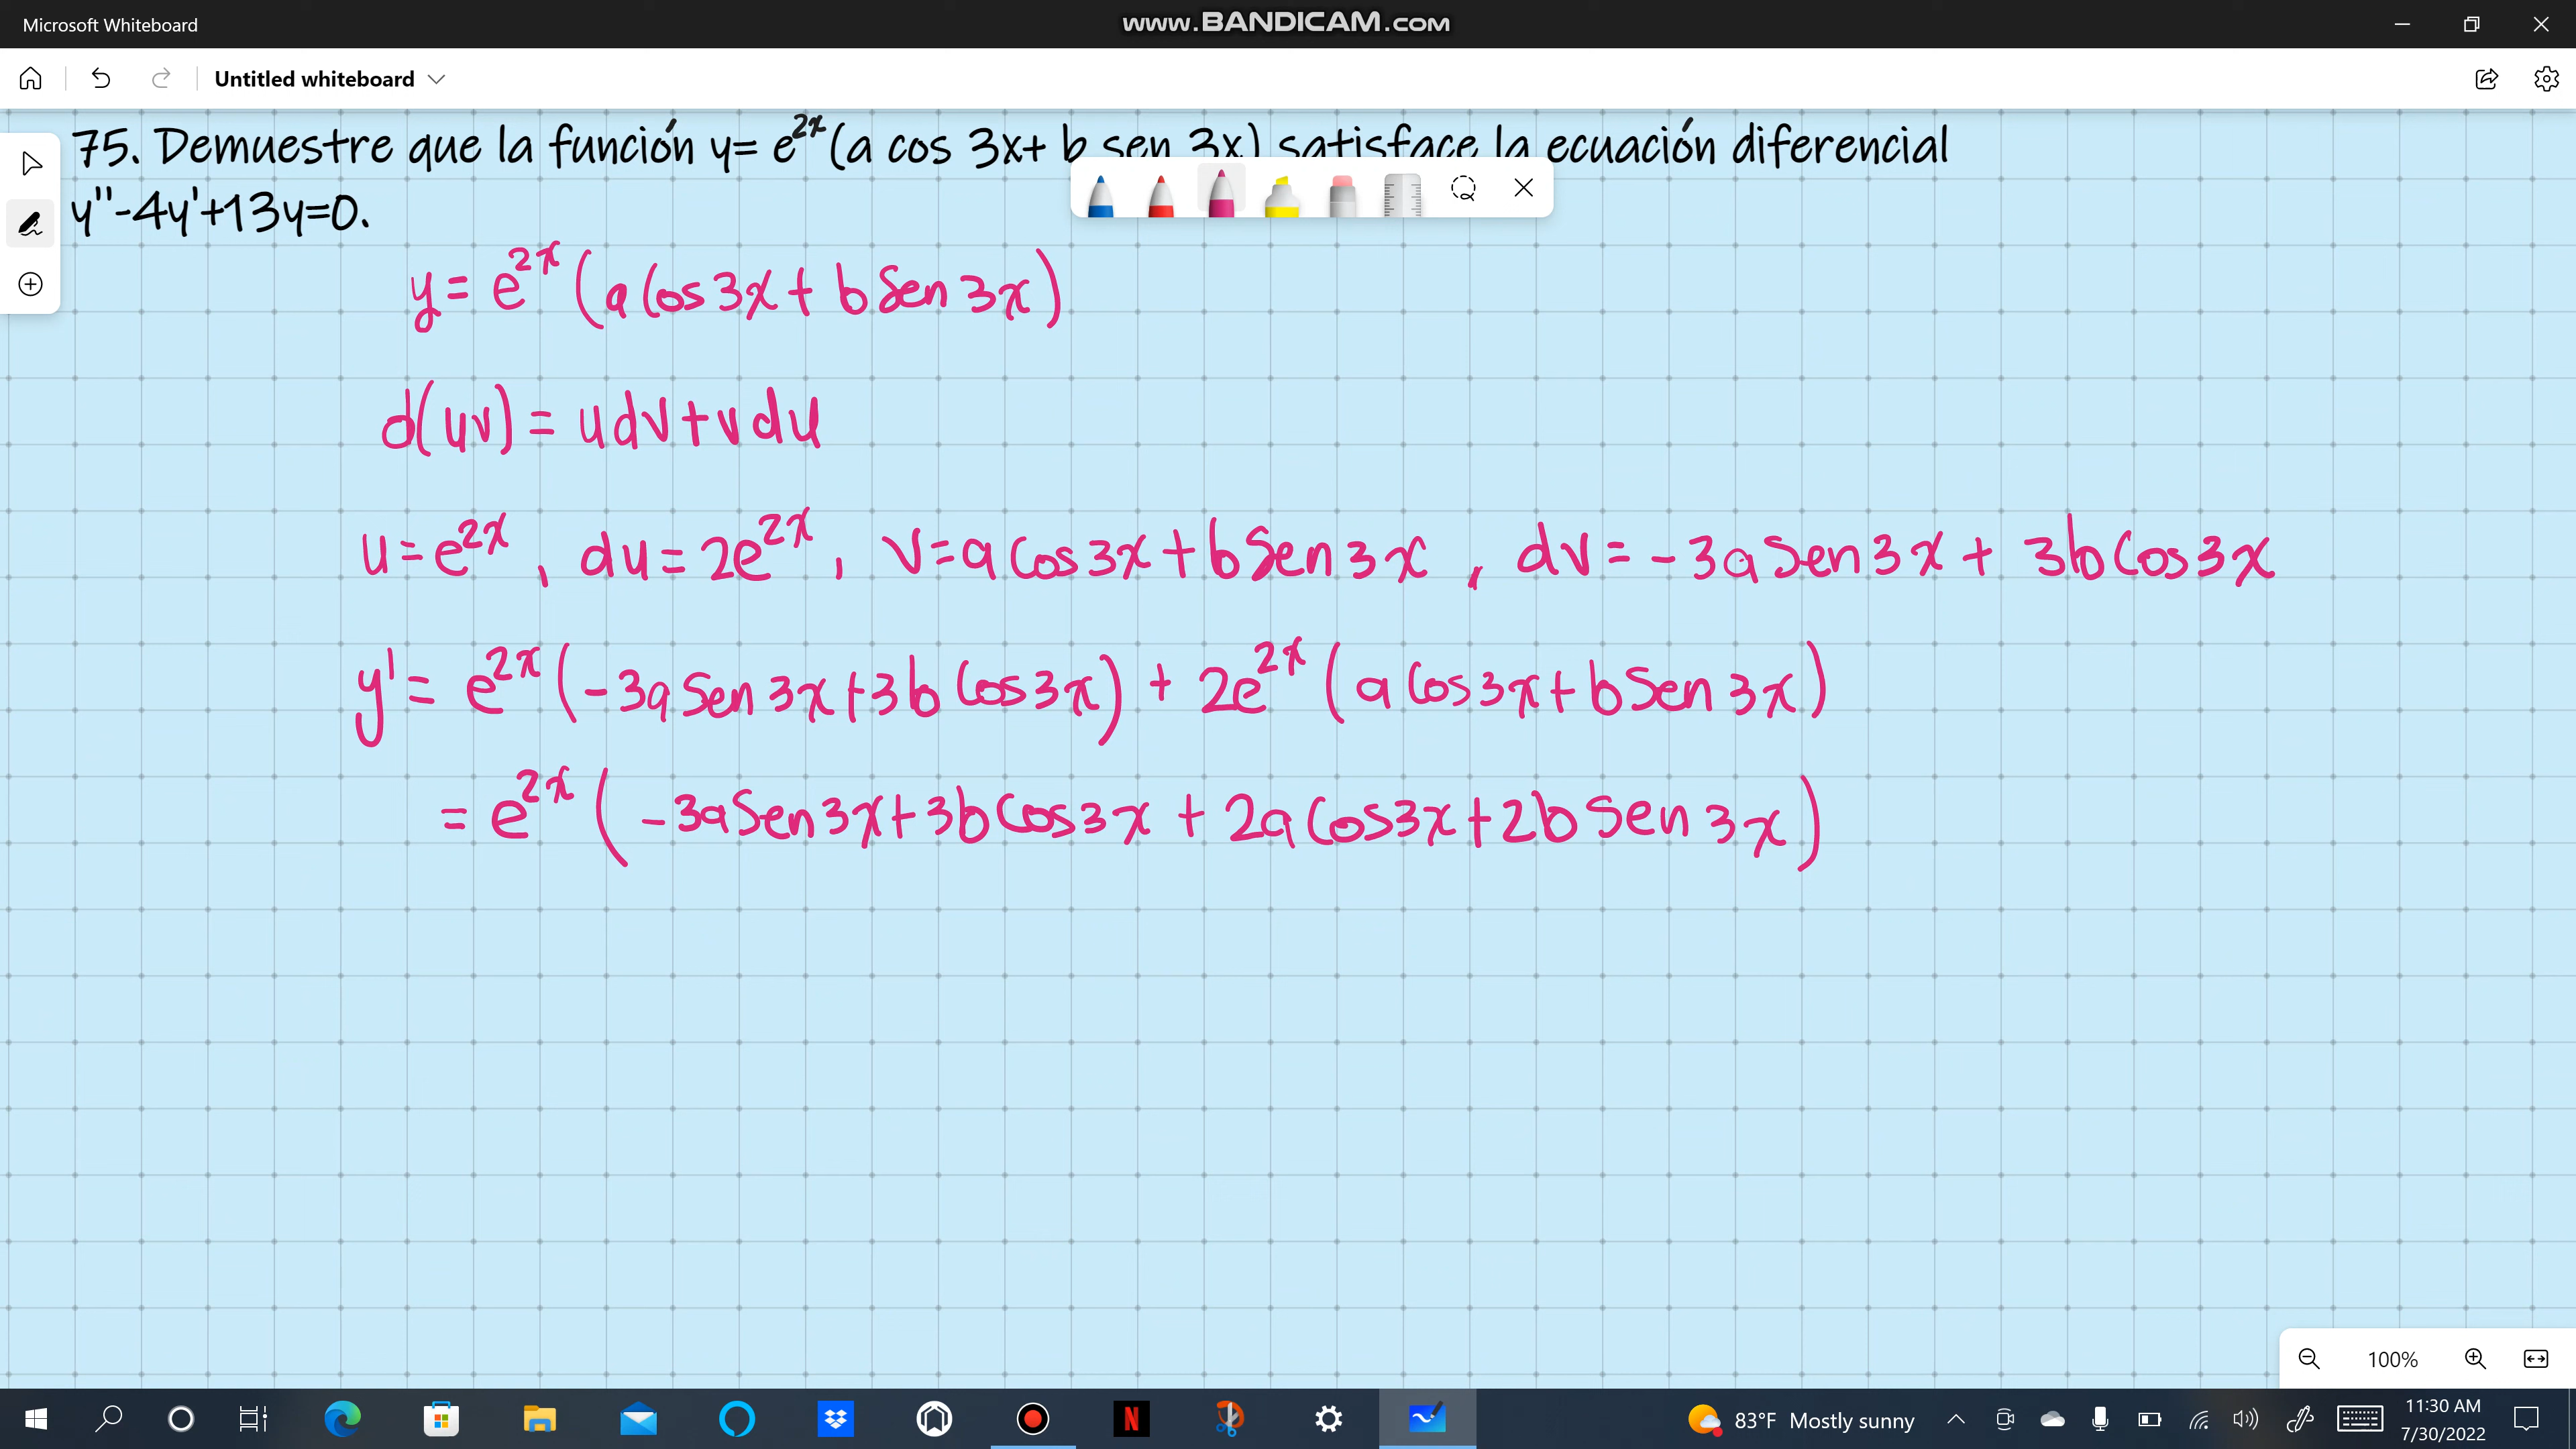 Microsoft Whiteboard
www.BANDICAM.com
Untitled whiteboard
75. Demuestre que la función y= e^2x (a cos 3x+ b sen 3x) satisface la ecuación diferencial
y''-4y'+13y=0.
y = e^2x (a Cos 3x + b Sen 3x)
d(uv) = u dv + v du
u = e^2x , du = 2e^2x , v = a Cos 3x + b Sen 3x , dv = -3a Sen 3x + 3b Cos 3x
y' = e^2x (-3a Sen 3x + 3b Cos 3x) + 2e^2x (a Cos 3x + b Sen 3x)
= e^2x (-3a Sen 3x + 3b Cos 3x + 2a Cos 3x + 2b Sen 3x)
100%
83°F Mostly sunny
11:30 AM
7/30/2022